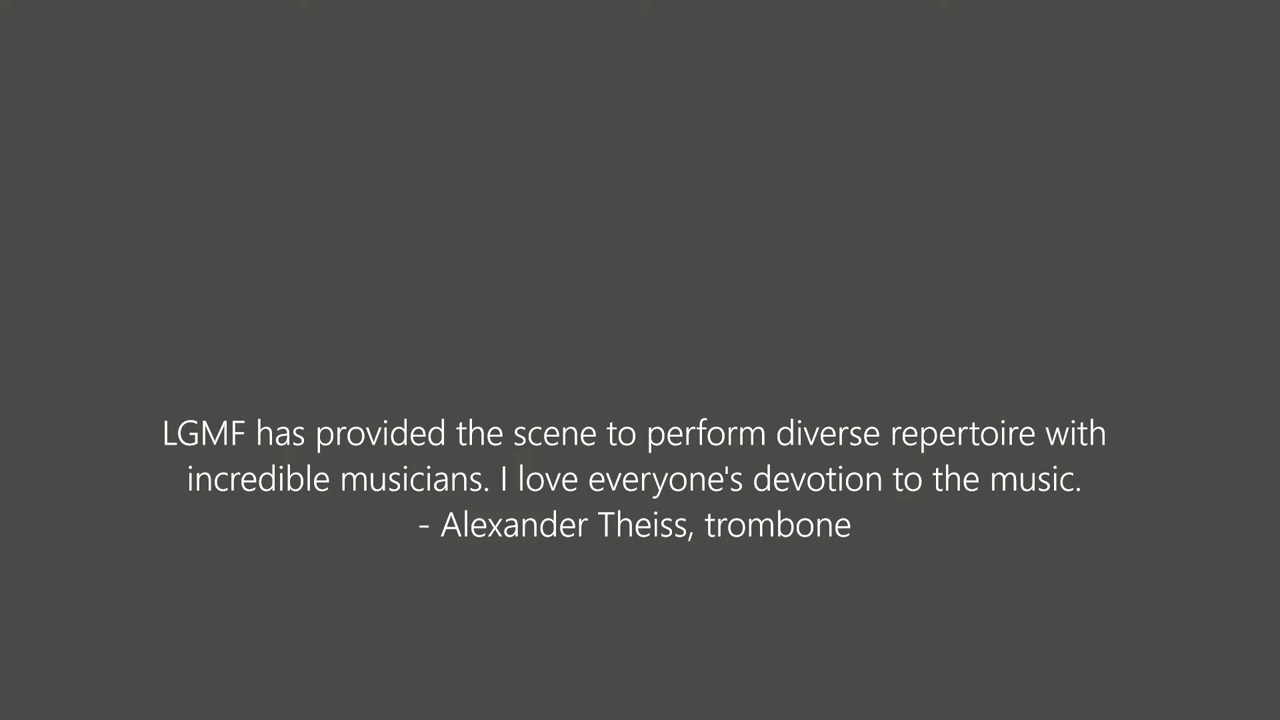 LGMF has provided the scene to perform diverse repertoire with
incredible musicians. I love everyone's devotion to the music.
- Alexander Theiss, trombone